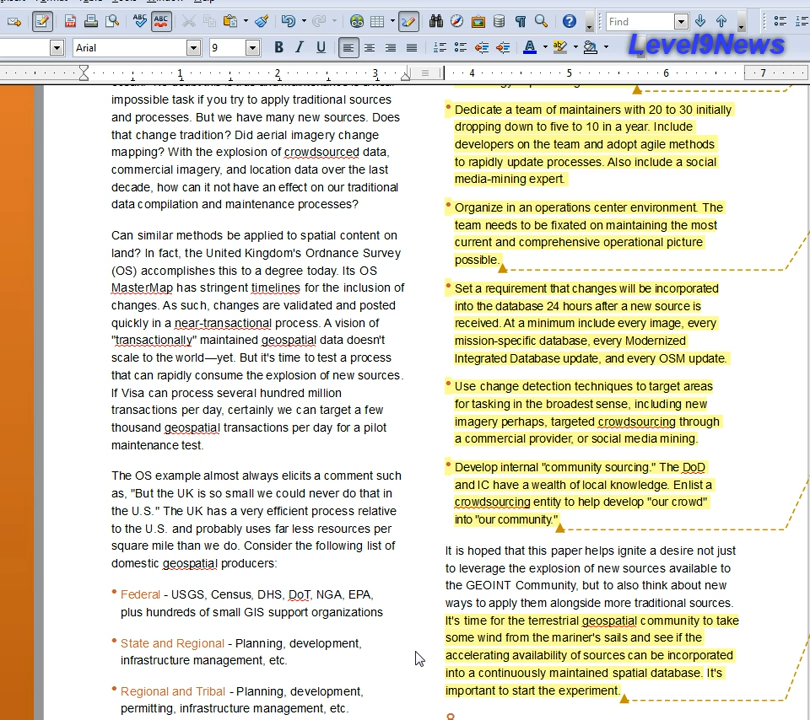 Find
Arial
9
Level9News
1
2
3
4
5
6
7
impossible task if you try to apply traditional sources
and processes. But we have many new sources. Does
that change tradition? Did aerial imagery change
mapping? With the explosion of crowdsourced data,
commercial imagery, and location data over the last
decade, how can it not have an effect on our traditional
data compilation and maintenance processes?
Can similar methods be applied to spatial content on
land? In fact, the United Kingdom's Ordnance Survey
(OS) accomplishes this to a degree today. Its OS
MasterMap has stringent timelines for the inclusion of
changes. As such, changes are validated and posted
quickly in a near-transactional process. A vision of
"transactionally" maintained geospatial data doesn't
scale to the world—yet. But it's time to test a process
that can rapidly consume the explosion of new sources.
If Visa can process several hundred million
transactions per day, certainly we can target a few
thousand geospatial transactions per day for a pilot
maintenance test.
The OS example almost always elicits a comment such
as, "But the UK is so small we could never do that in
the U.S." The UK has a very efficient process relative
to the U.S. and probably uses far less resources per
square mile than we do. Consider the following list of
domestic geospatial producers:
• Federal - USGS, Census, DHS, DoT, NGA, EPA,
plus hundreds of small GIS support organizations
• State and Regional - Planning, development,
infrastructure management, etc.
• Regional and Tribal - Planning, development,
permitting, infrastructure management, etc.
• Dedicate a team of maintainers with 20 to 30 initially
dropping down to five to 10 in a year. Include
developers on the team and adopt agile methods
to rapidly update processes. Also include a social
media-mining expert.
• Organize in an operations center environment. The
team needs to be fixated on maintaining the most
current and comprehensive operational picture
possible.
• Set a requirement that changes will be incorporated
into the database 24 hours after a new source is
received. At a minimum include every image, every
mission-specific database, every Modernized
Integrated Database update, and every OSM update.
• Use change detection techniques to target areas
for tasking in the broadest sense, including new
imagery perhaps, targeted crowdsourcing through
a commercial provider, or social media mining.
• Develop internal "community sourcing." The DoD
and IC have a wealth of local knowledge. Enlist a
crowdsourcing entity to help develop "our crowd"
into "our community."
It is hoped that this paper helps ignite a desire not just
to leverage the explosion of new sources available to
the GEOINT Community, but to also think about new
ways to apply them alongside more traditional sources.
It's time for the terrestrial geospatial community to take
some wind from the mariner's sails and see if the
accelerating availability of sources can be incorporated
into a continuously maintained spatial database. It's
important to start the experiment.